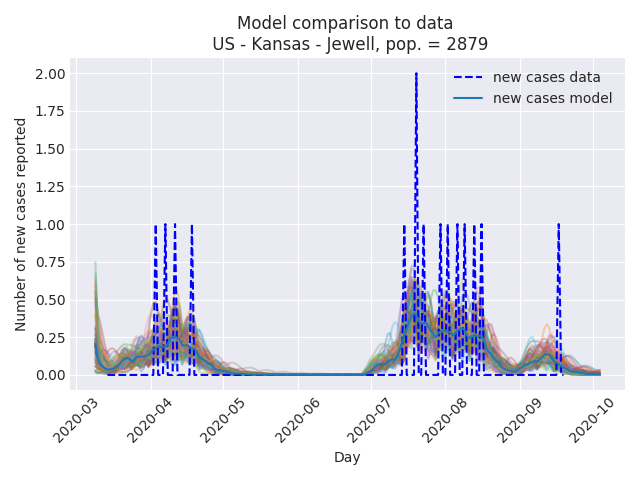 Model comparison to data
US - Kansas - Jewell, pop. = 2879
new cases data
new cases model
Number of new cases reported
2.00
1.75
1.50
1.25
1.00
0.75
0.50
0.25
0.00
2020-03
2020-04
2020-05
2020-06
2020-07
2020-08
2020-09
2020-10
Day